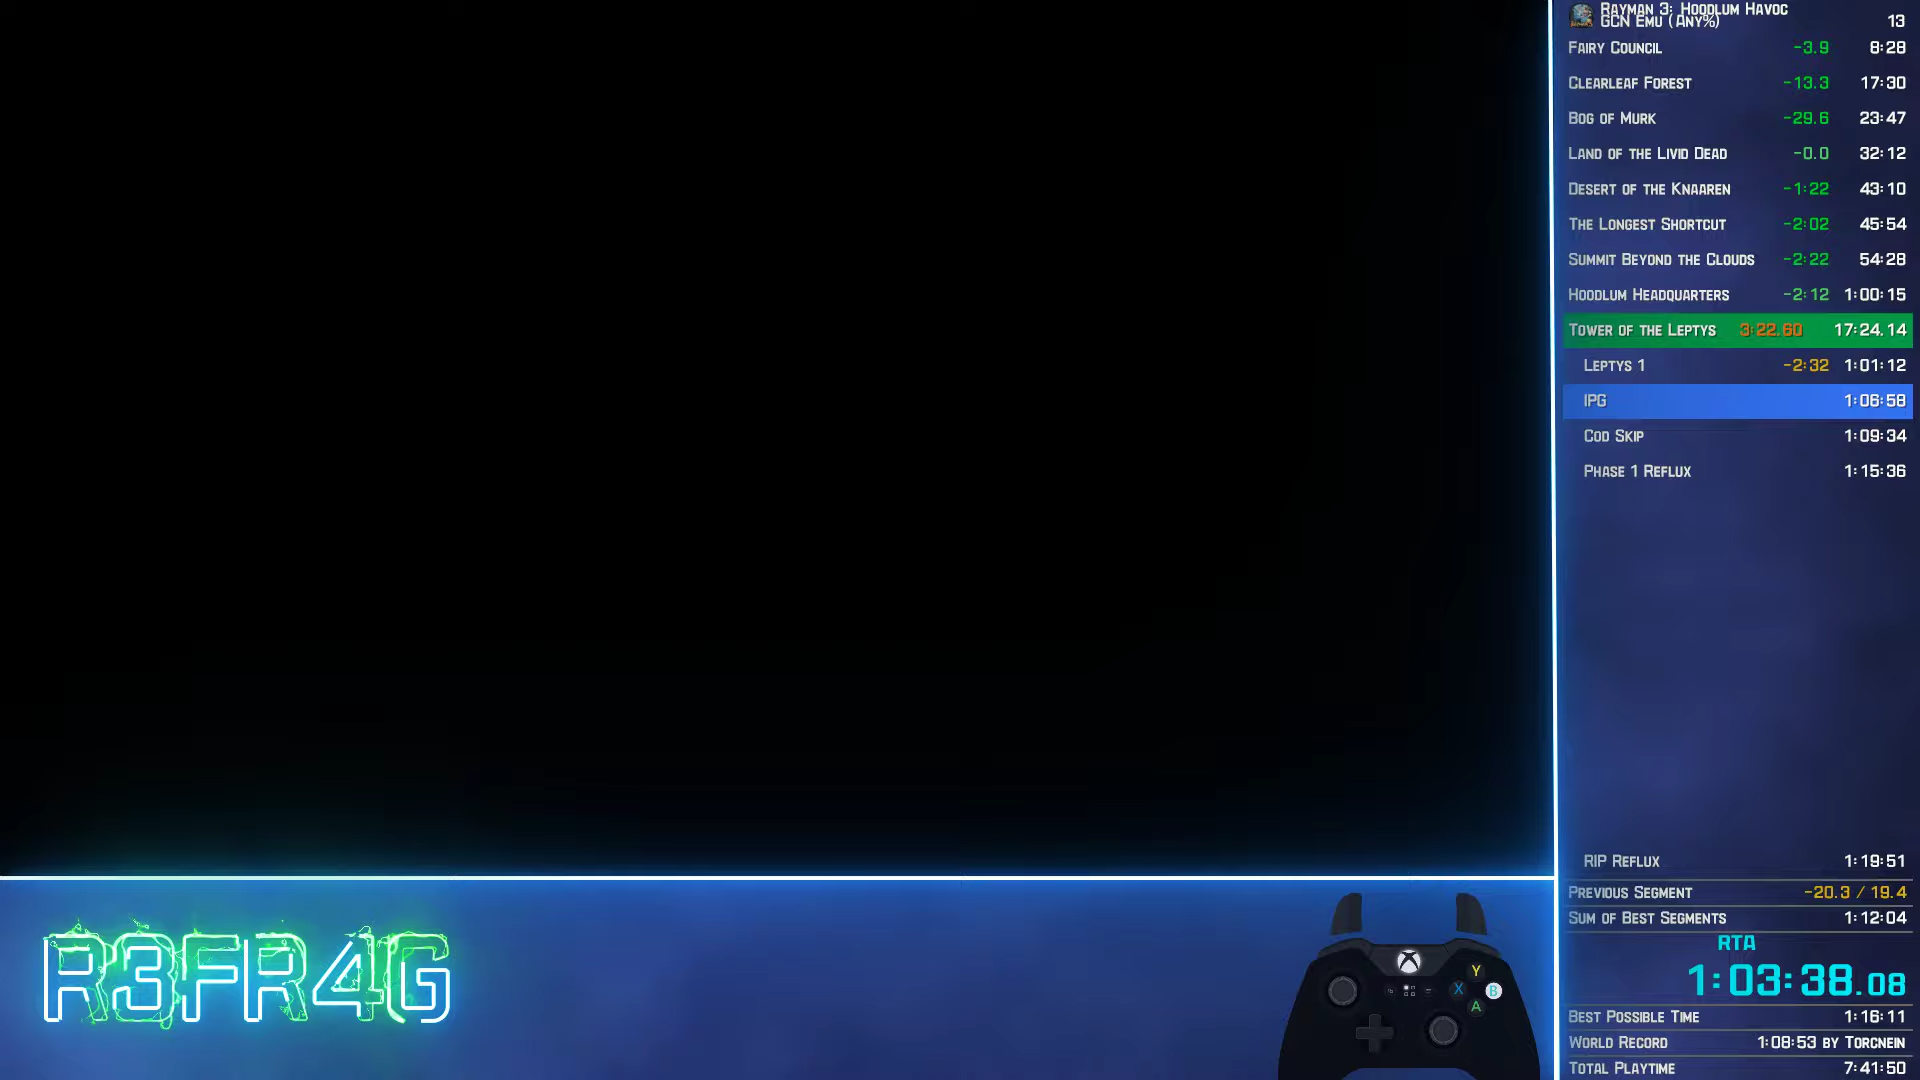 Rayman 3: Hoodlum Havoc
GCN Emu (Any%) 13
Fairy Council -3.9 8:28
Clearleaf Forest -13.3 17:30
Bog of Murk -29.6 23:47
Land of the Livid Dead -0.0 32:12
Desert of the Knaaren -1:22 43:10
The Longest Shortcut -2:02 45:54
Summit Beyond the Clouds -2:22 54:28
Hoodlum Headquarters -2:12 1:00:15
Tower of the Leptys 3:22.60 17:24.14
Leptys 1 -2:32 1:01:12
IPG 1:06:58
Cod Skip 1:09:34
Phase 1 Reflux 1:15:36
RIP Reflux 1:19:51
Previous Segment -20.3 / 19.4
Sum of Best Segments 1:12:04
RTA
1:03:38.08
Best Possible Time 1:16:11
World Record 1:08:53 by Torcnein
Total Playtime 7:41:50
R3FR4G
Y
X B
A